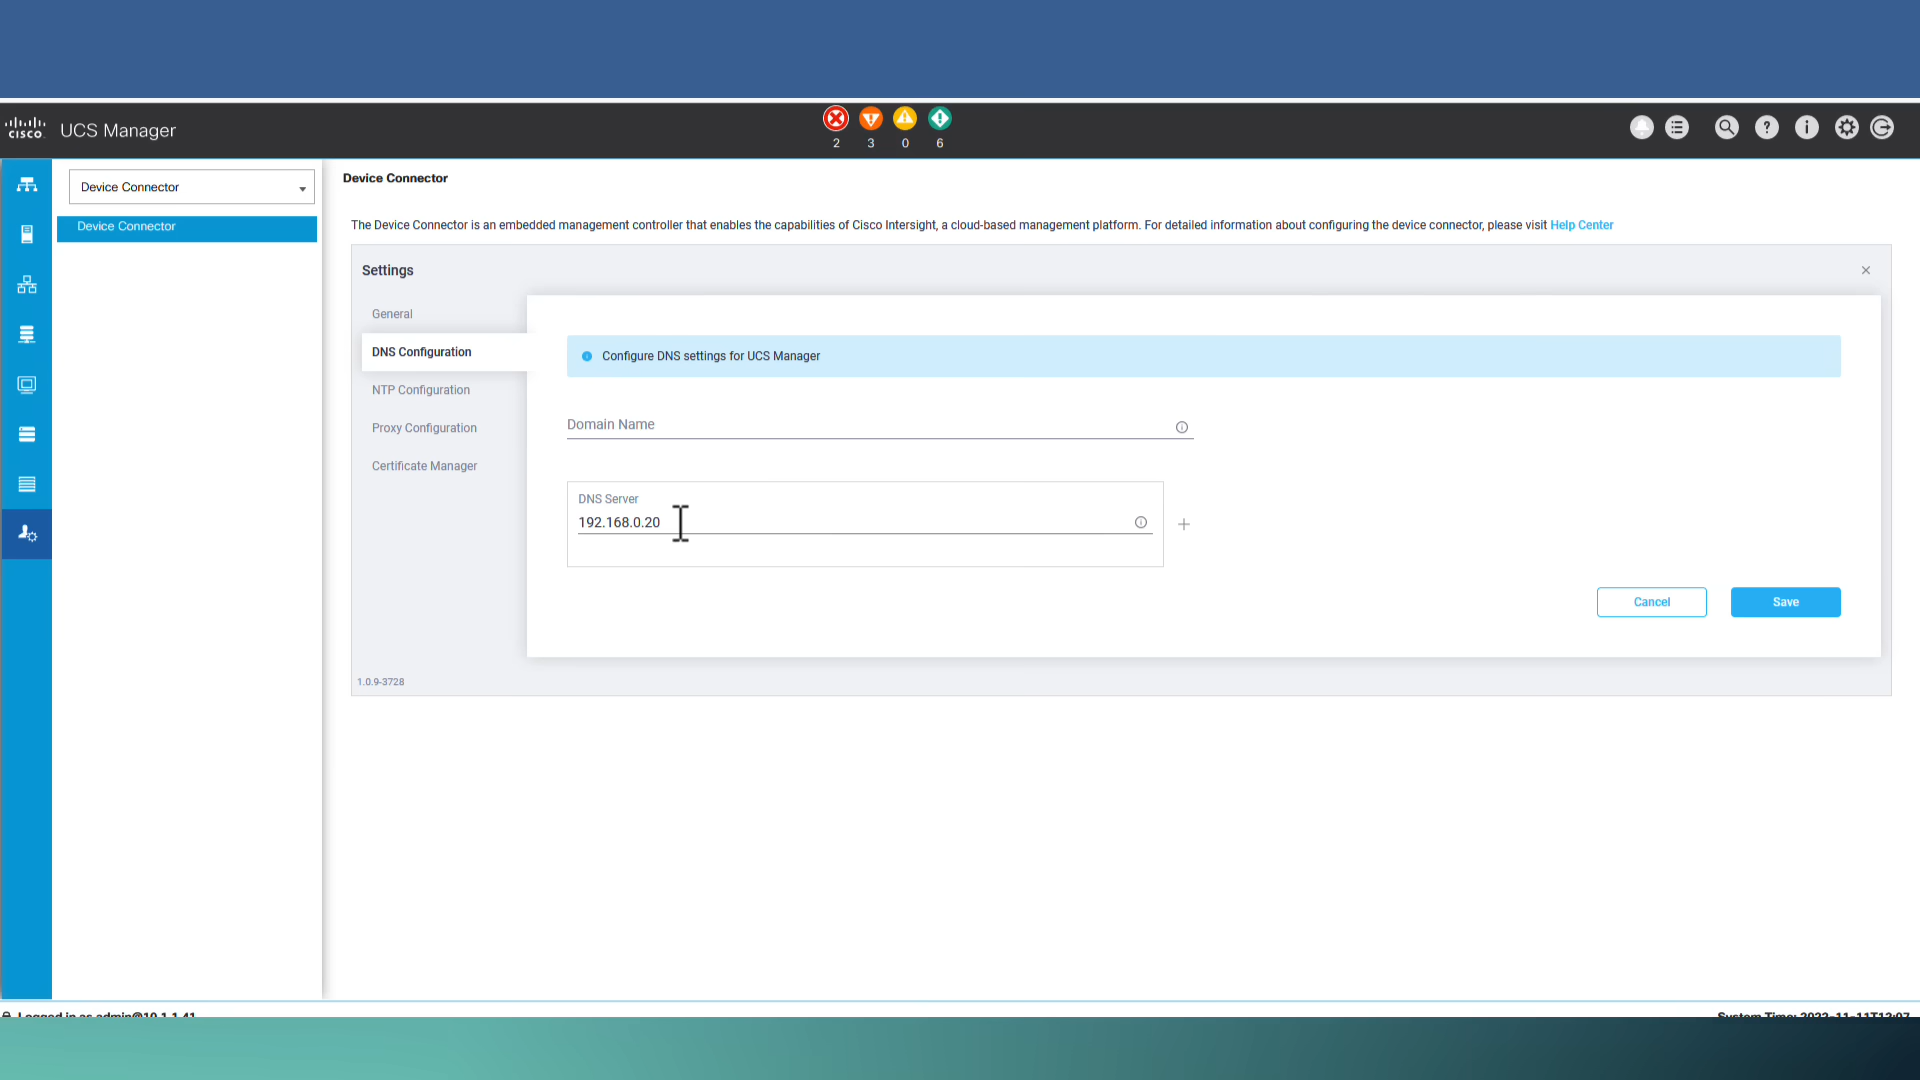 cisco UCS Manager
2 3 0 6
Device Connector
Device Connector
Device Connector
The Device Connector is an embedded management controller that enables the capabilities of Cisco Intersight, a cloud-based management platform. For detailed information about configuring the device connector, please visit Help Center
Settings
General
DNS Configuration
NTP Configuration
Proxy Configuration
Certificate Manager
Configure DNS settings for UCS Manager
Domain Name
DNS Server
192.168.0.20
Cancel Save
1.0.9-3728
Logged in as admin@10.1.1.41
System Time: 2022-11-11T12:07